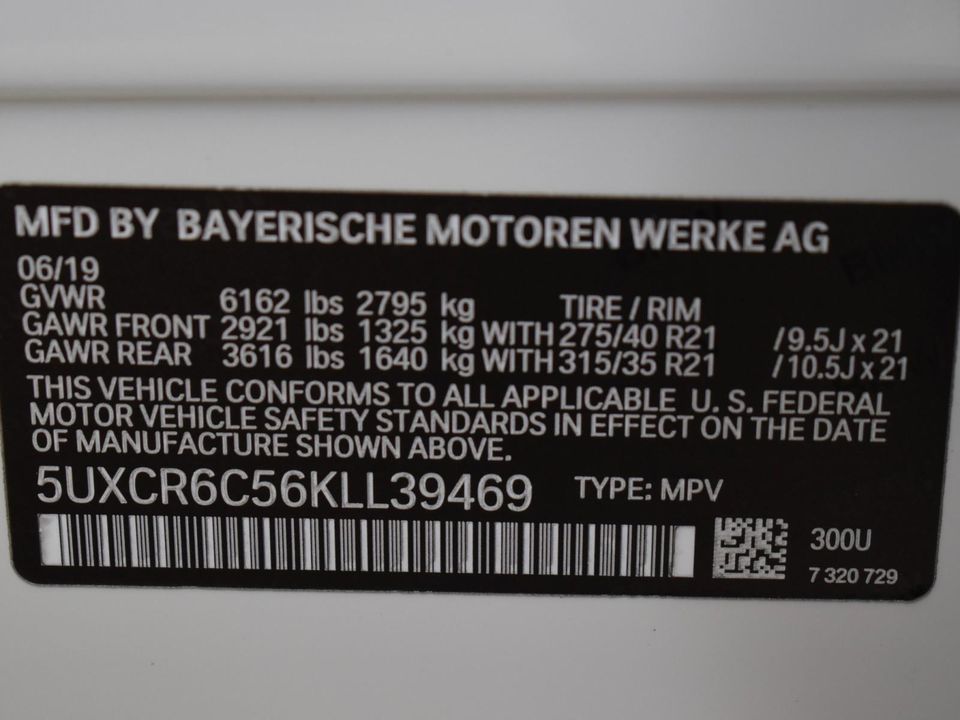 MFD BY BAYERISCHE MOTOREN WERKE AG
06/19
GVWR 6162 lbs 2795 kg TIRE / RIM
GAWR FRONT 2921 lbs 1325 kg WITH 275/40 R21 /9.5J x 21
GAWR REAR 3616 lbs 1640 kg WITH 315/35 R21 /10.5J x 21
THIS VEHICLE CONFORMS TO ALL APPLICABLE U. S. FEDERAL
MOTOR VEHICLE SAFETY STANDARDS IN EFFECT ON THE DATE
OF MANUFACTURE SHOWN ABOVE.
5UXCR6C56KLL39469 TYPE: MPV
300U
7 320 729